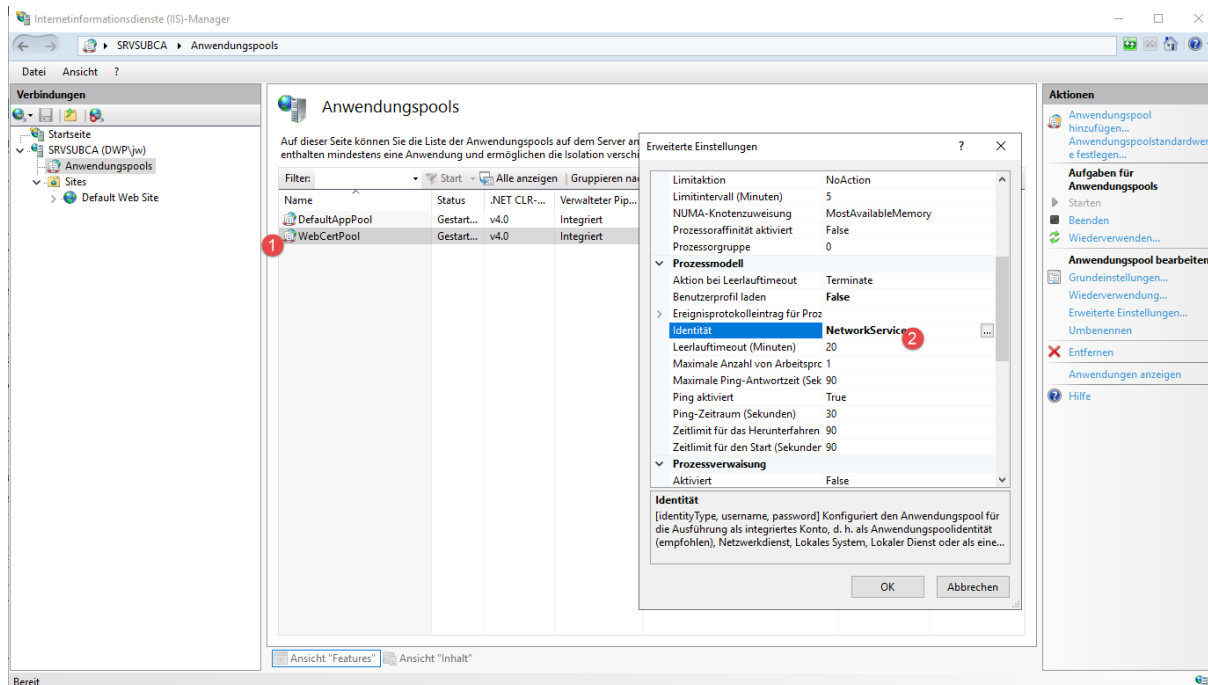 Internetinformationsdienste (IIS)-Manager
SRVSUBCA Anwendungspools
Datei Ansicht ?
Verbindungen
Startseite
SRVSUBCA (DWP\jw)
Anwendungspools
Sites
Default Web Site
Anwendungspools
Auf dieser Seite können Sie die Liste der Anwendungspools auf dem Server an
enthalten mindestens eine Anwendung und ermöglichen die Isolation verschi
Filter: Start Alle anzeigen Gruppieren na
Name Status .NET CLR-... Verwalteter Pip...
DefaultAppPool Gestart... v4.0 Integriert
WebCertPool Gestart... v4.0 Integriert
1
Erweiterte Einstellungen ?
Limitaktion NoAction
Limitintervall (Minuten) 5
NUMA-Knotenzuweisung MostAvailableMemory
Prozessoraffinität aktiviert False
Prozessorgruppe 0
Prozessmodell
Aktion bei Leerlauftimeout Terminate
Benutzerprofil laden False
Ereignisprotokolleintrag für Proz
Identität NetworkService ...
2
Leerlauftimeout (Minuten) 20
Maximale Anzahl von Arbeitsprc 1
Maximale Ping-Antwortzeit (Sek 90
Ping aktiviert True
Ping-Zeitraum (Sekunden) 30
Zeitlimit für das Herunterfahren 90
Zeitlimit für den Start (Sekunder 90
Prozessverwaisung
Aktiviert False
Identität
[identityType, username, password] Konfiguriert den Anwendungspool für
die Ausführung als integriertes Konto, d. h. als Anwendungspoolidentität
(empfohlen), Netzwerkdienst, Lokales System, Lokaler Dienst oder als eine...
OK Abbrechen
Aktionen
Anwendungspool
hinzufügen...
Anwendungspoolstandardwer
e festlegen...
Aufgaben für
Anwendungspools
Starten
Beenden
Wiederverwenden...
Anwendungspool bearbeiten
Grundeinstellungen...
Wiederverwendung...
Erweiterte Einstellungen...
Umbenennen
Entfernen
Anwendungen anzeigen
Hilfe
Ansicht "Features" Ansicht "Inhalt"
Bereit